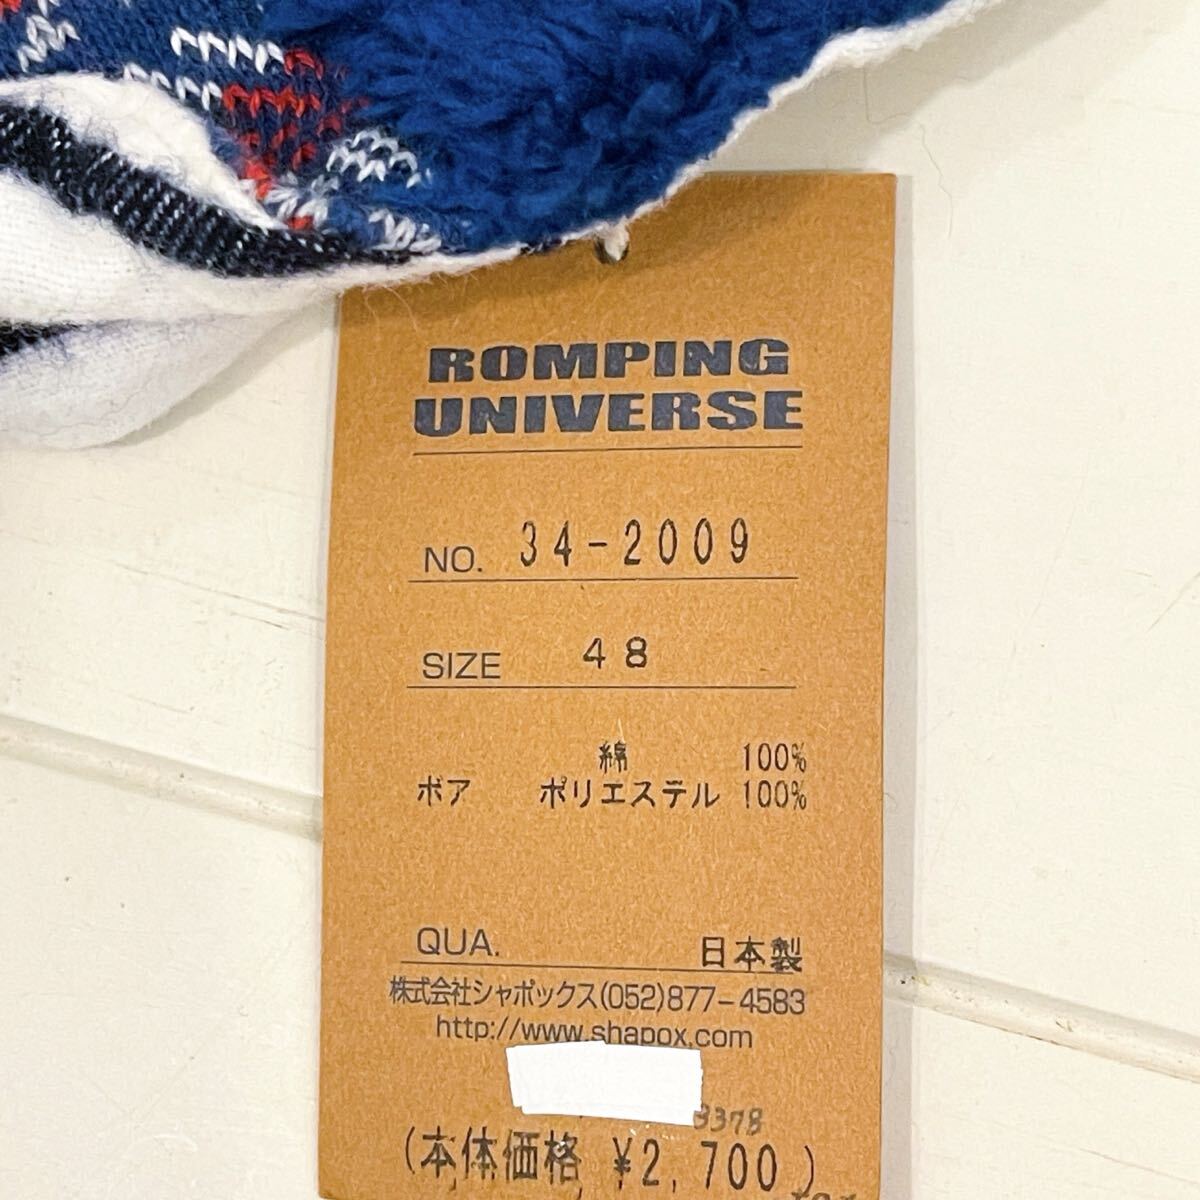 ROMPING
UNIVERSE
NO. 34-2009
SIZE 48
綿 100%
ボア ポリエステル 100%
QUA. 日本製
株式会社シャポックス(052)877-4583
http://www.shapox.com
3378
(本体価格 ¥2,700)